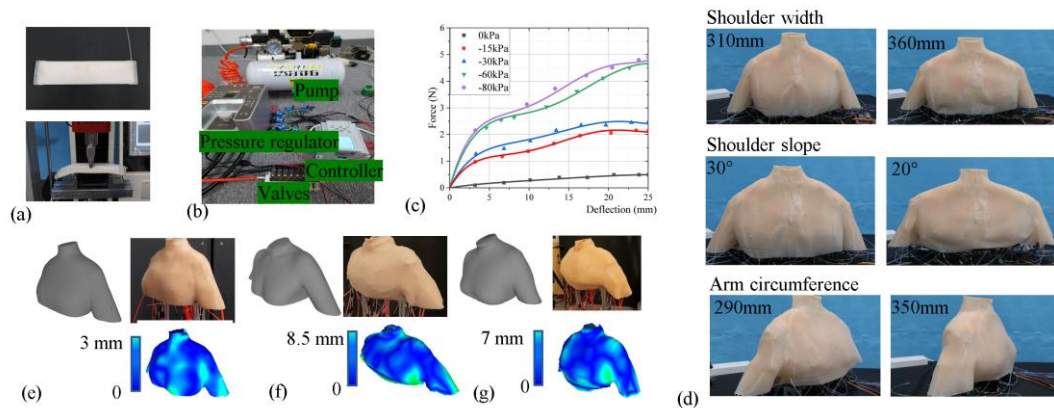 (a)
(b)
Pump
Pressure regulator
Controller
Valves
(c)
0kPa
-15kPa
-30kPa
-60kPa
-80kPa
Force (N)
6
5
4
3
2
1
0
0 5 10 15 20 25
Deflection (mm)
(d)
Shoulder width
310mm
360mm
Shoulder slope
30°
20°
Arm circumference
290mm
350mm
(e)
3 mm
0
(f)
8.5 mm
0
(g)
7 mm
0